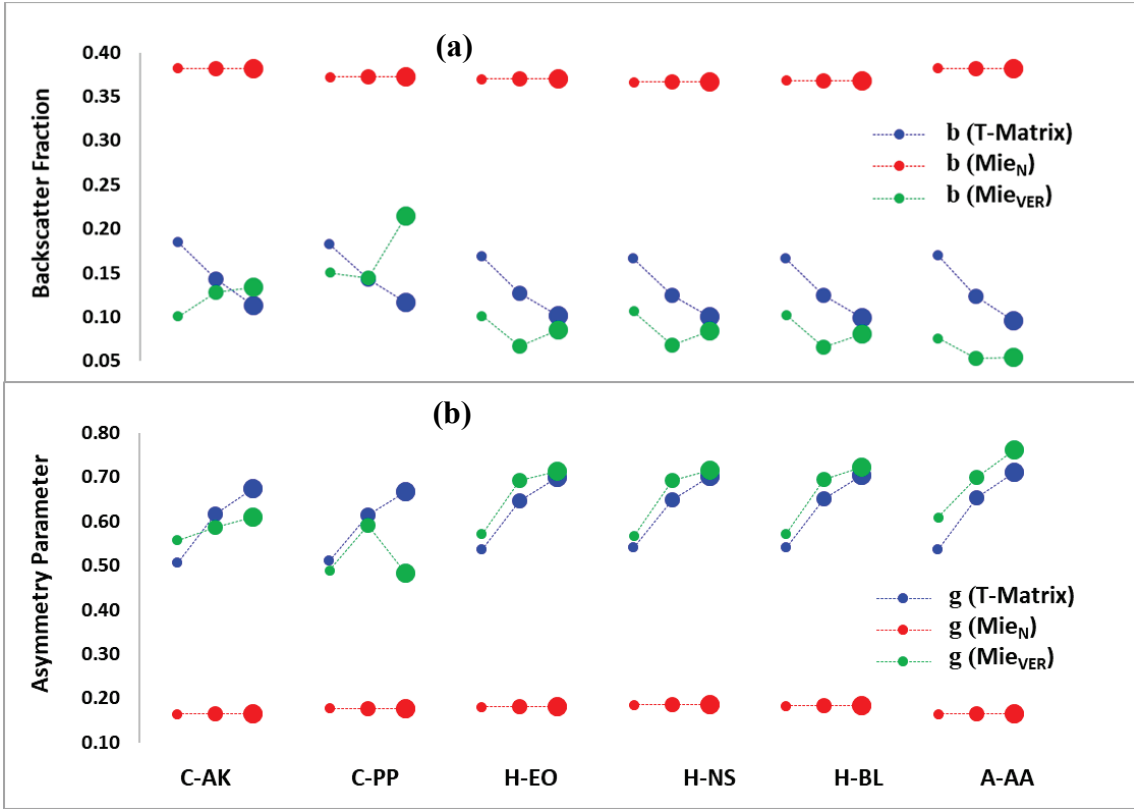 (a)
0.40
0.35
0.30
0.25
0.20
0.15
0.10
0.05
Backscatter Fraction
b (T-Matrix)
b (MieN)
b (MieVER)
(b)
0.80
0.70
0.60
0.50
0.40
0.30
0.20
0.10
Asymmetry Parameter
g (T-Matrix)
g (MieN)
g (MieVER)
C-AK C-PP H-EO H-NS H-BL A-AA